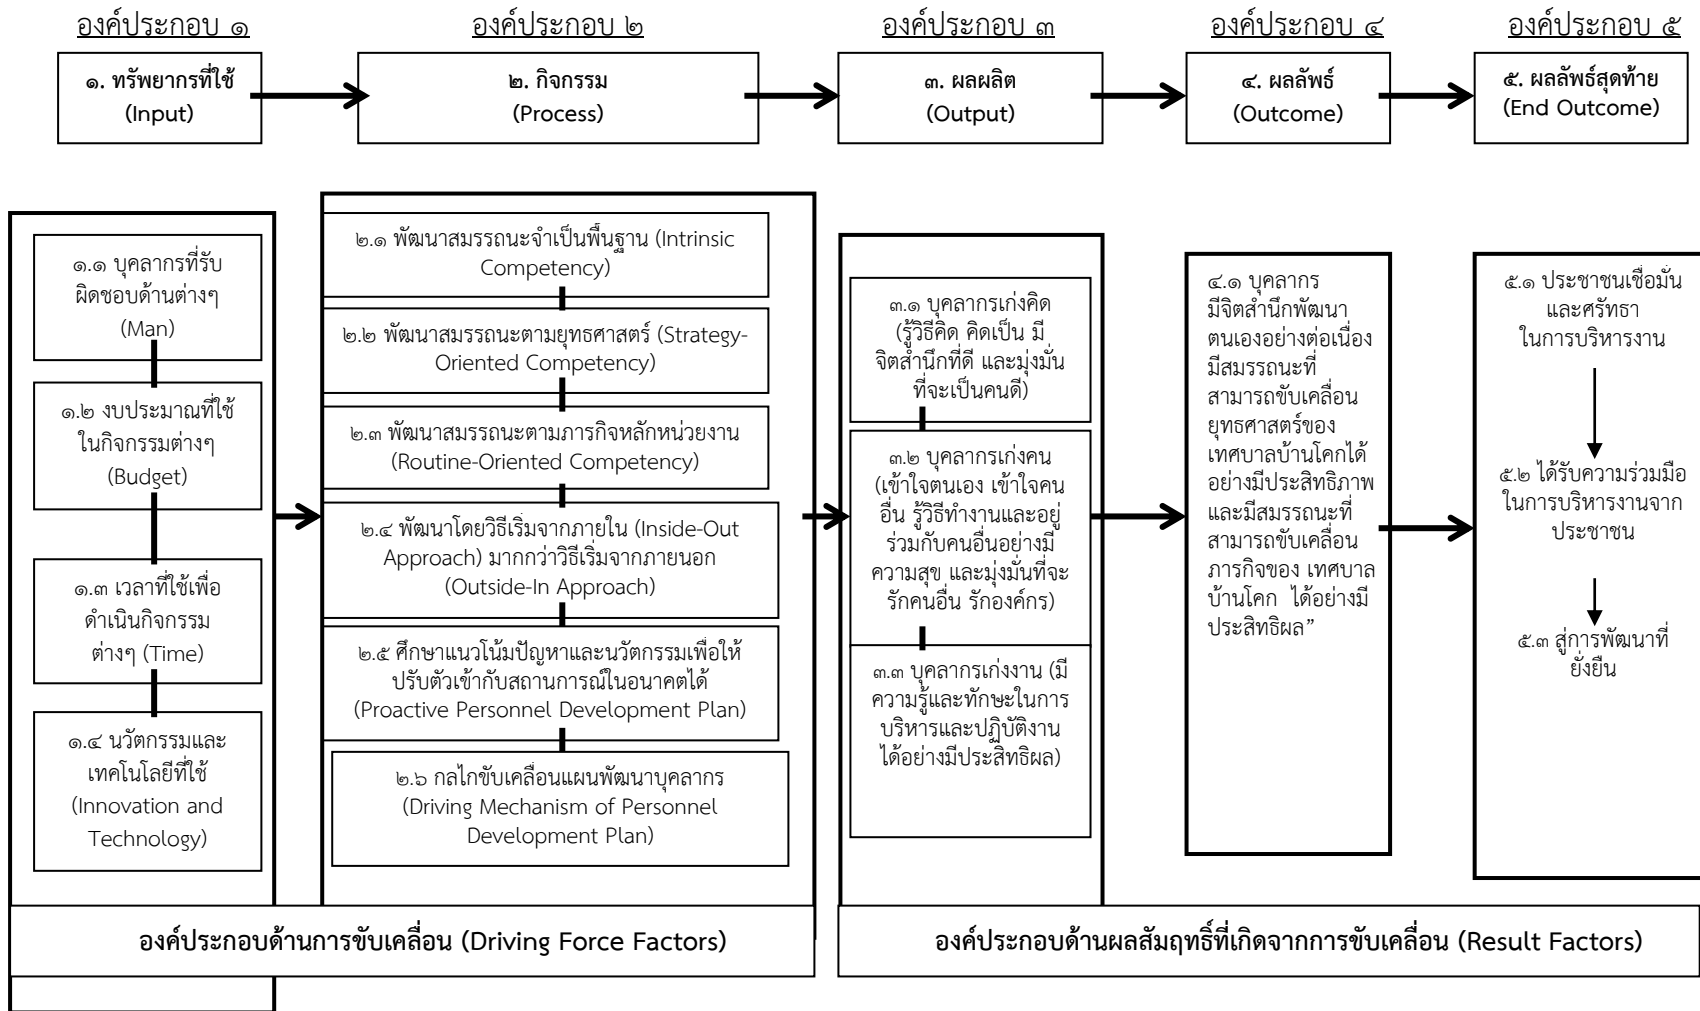 องค์ประกอบ ๑
๑. ทรัพยากรที่ใช้
(Input)
องค์ประกอบ ๒
๒. กิจกรรม
(Process)
องค์ประกอบ ๓
๓. ผลผลิต
(Output)
องค์ประกอบ ๔
๔. ผลลัพธ์
(Outcome)
องค์ประกอบ ๕
๕. ผลลัพธ์สุดท้าย
(End Outcome)
๑.๑ บุคลากรที่รับ
ผิดชอบด้านต่างๆ
(Man)
๑.๒ งบประมาณที่ใช้
ในกิจกรรมต่างๆ
(Budget)
๑.๓ เวลาที่ใช้เพื่อ
ดำเนินกิจกรรม
ต่างๆ (Time)
๑.๔ นวัตกรรมและ
เทคโนโลยีที่ใช้
(Innovation and
Technology)
๒.๑ พัฒนาสมรรถนะจำเป็นพื้นฐาน (Intrinsic
Competency)
๒.๒ พัฒนาสมรรถนะตามยุทธศาสตร์ (Strategy-
Oriented Competency)
๒.๓ พัฒนาสมรรถนะตามภารกิจหลักหน่วยงาน
(Routine-Oriented Competency)
๒.๔ พัฒนาโดยวิธีเริ่มจากภายใน (Inside-Out
Approach) มากกว่าวิธีเริ่มจากภายนอก
(Outside-In Approach)
๒.๕ ศึกษาแนวโน้มปัญหาและนวัตกรรมเพื่อให้
ปรับตัวเข้ากับสถานการณ์ในอนาคตได้
(Proactive Personnel Development Plan)
๒.๖ กลไกขับเคลื่อนแผนพัฒนาบุคลากร
(Driving Mechanism of Personnel
Development Plan)
๓.๑ บุคลากรเก่งคิด
(รู้วิธีคิด คิดเป็น มี
จิตสำนึกที่ดี และมุ่งมั่น
ที่จะเป็นคนดี)
๓.๒ บุคลากรเก่งคน
(เข้าใจตนเอง เข้าใจคน
อื่น รู้วิธีทำงานและอยู่
ร่วมกับคนอื่นอย่างมี
ความสุข และมุ่งมั่นที่จะ
รักคนอื่น รักองค์กร)
๓.๓ บุคลากรเก่งงาน (มี
ความรู้และทักษะในการ
บริหารและปฏิบัติงาน
ได้อย่างมีประสิทธิผล)
๔.๑ บุคลากร
มีจิตสำนึกพัฒนา
ตนเองอย่างต่อเนื่อง
มีสมรรถนะที่
สามารถขับเคลื่อน
ยุทธศาสตร์ของ
เทศบาลบ้านโคกได้
อย่างมีประสิทธิภาพ
และมีสมรรถนะที่
สามารถขับเคลื่อน
ภารกิจของ เทศบาล
บ้านโคก ได้อย่างมี
ประสิทธิผล”
๕.๑ ประชาชนเชื่อมั่น
และศรัทธา
ในการบริหารงาน
๕.๒ ได้รับความร่วมมือ
ในการบริหารงานจาก
ประชาชน
๕.๓ สู่การพัฒนาที่
ยั่งยืน
องค์ประกอบด้านการขับเคลื่อน (Driving Force Factors)
องค์ประกอบด้านผลสัมฤทธิ์ที่เกิดจากการขับเคลื่อน (Result Factors)